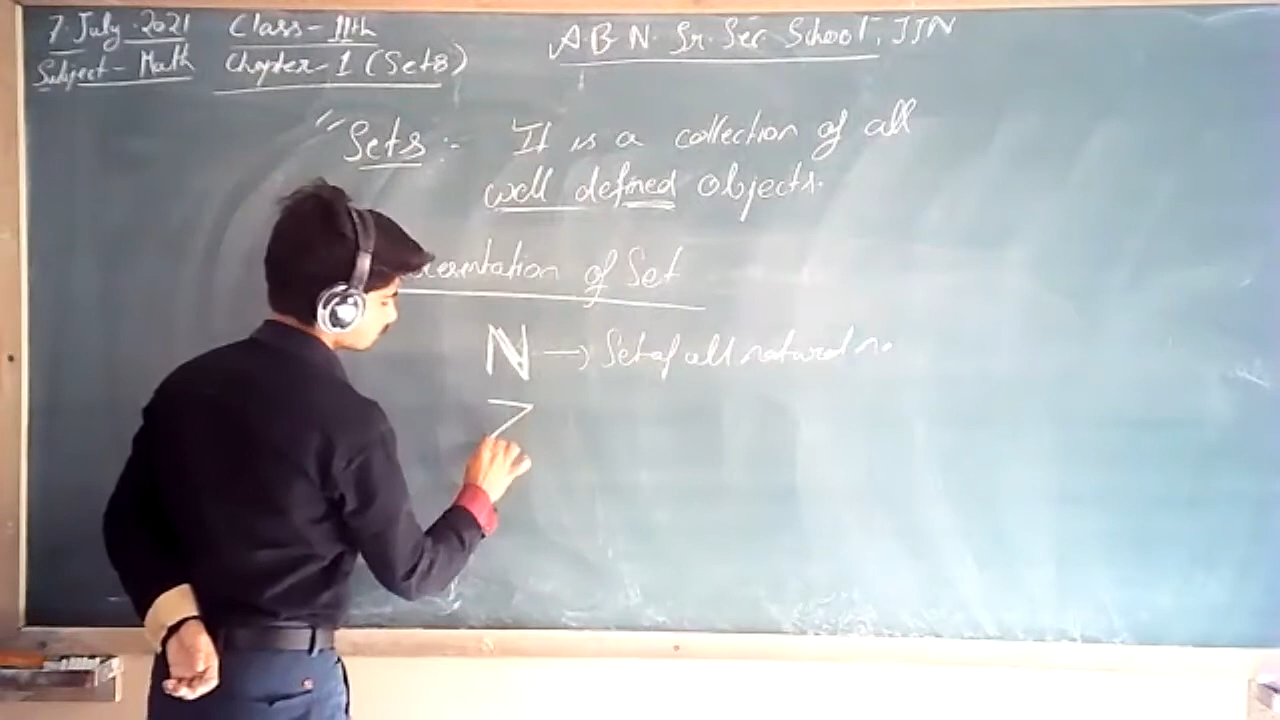 7 July 2021 Class - 11th A.B.N. Sr. Sec School, JJN
Subject - Math Chapter - 1 (Sets)
"Sets :- It is a collection of all
well defined objects.
resentation of Set
N → Set of all natural no.
Z